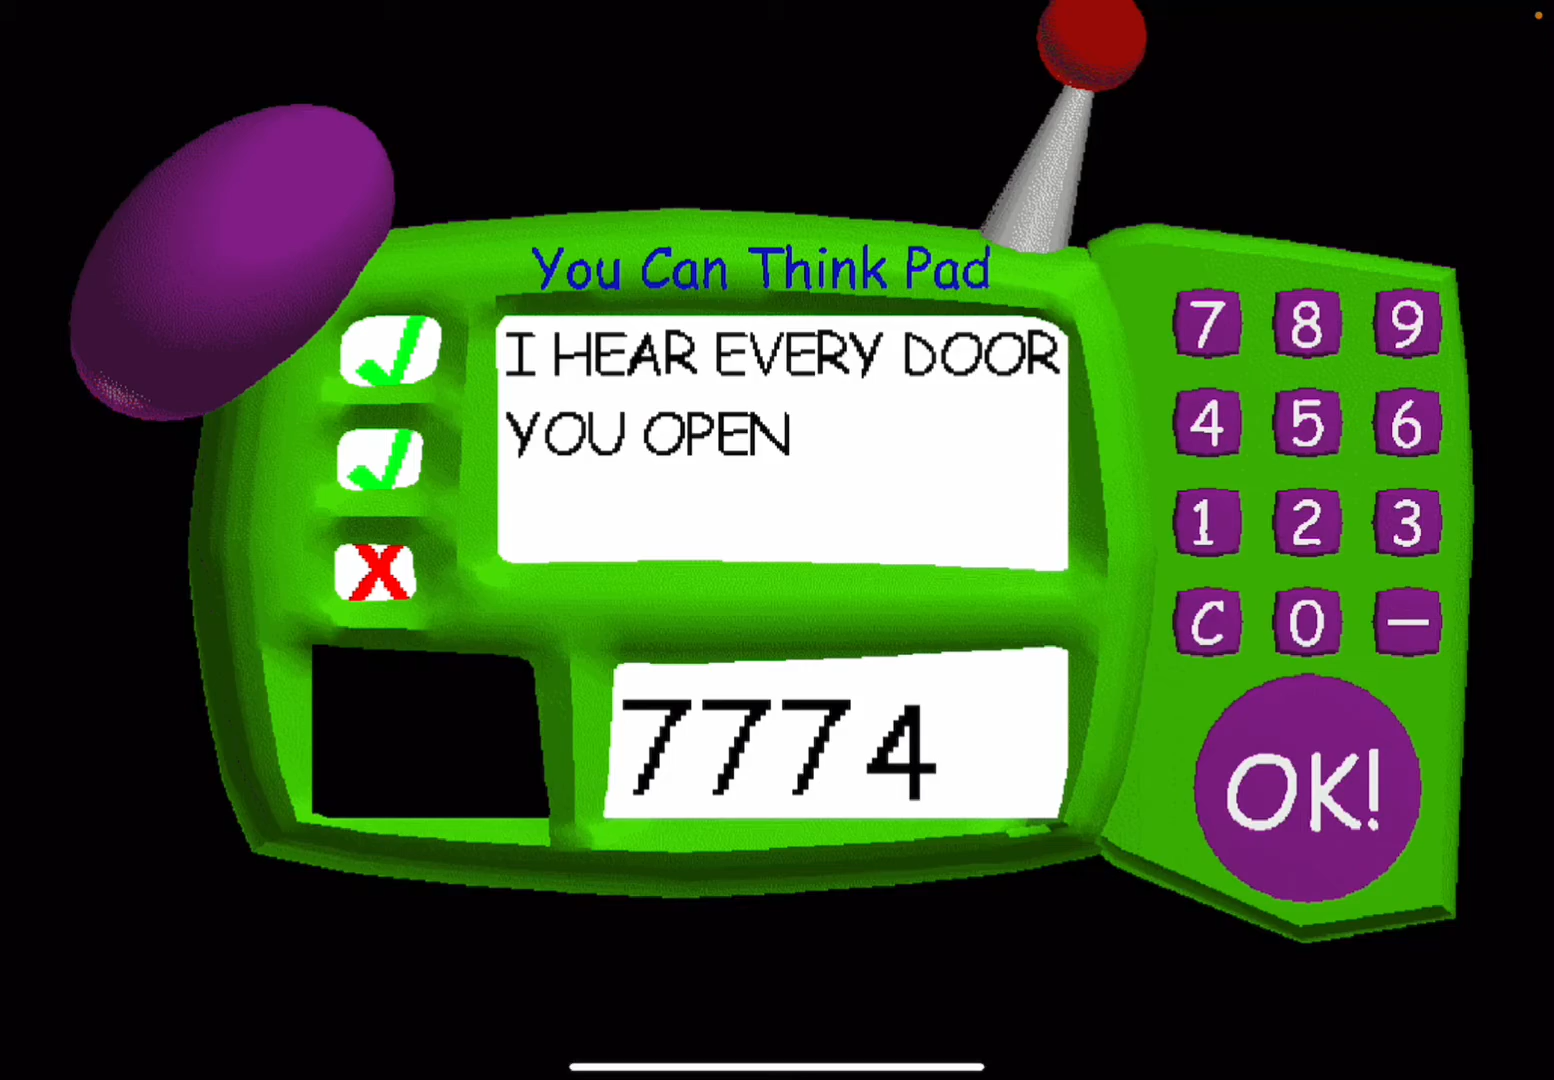 You Can Think Pad
I HEAR EVERY DOOR
YOU OPEN
7 8 9
4 5 6
1 2 3
C 0 —
7774
OK!